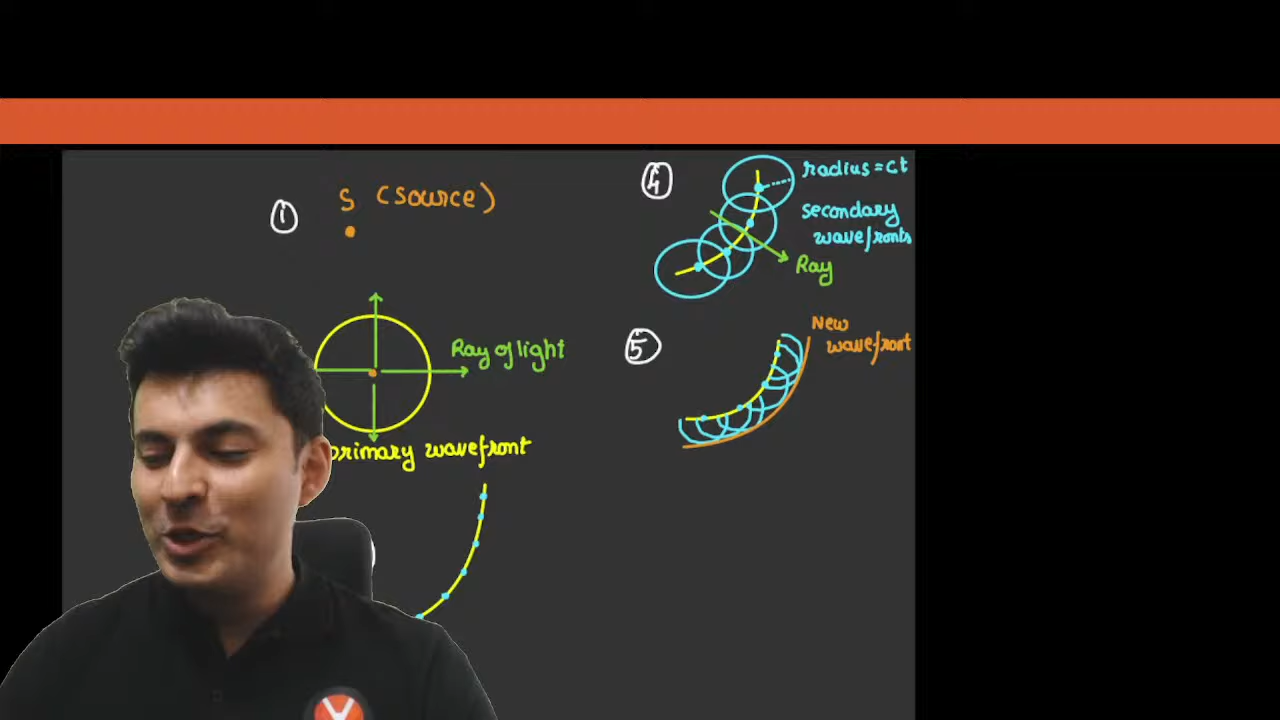 ① S (source)
Ray of light
primary wavefront
④ radius = ct
secondary
wavefronts
Ray
⑤ New
wavefront